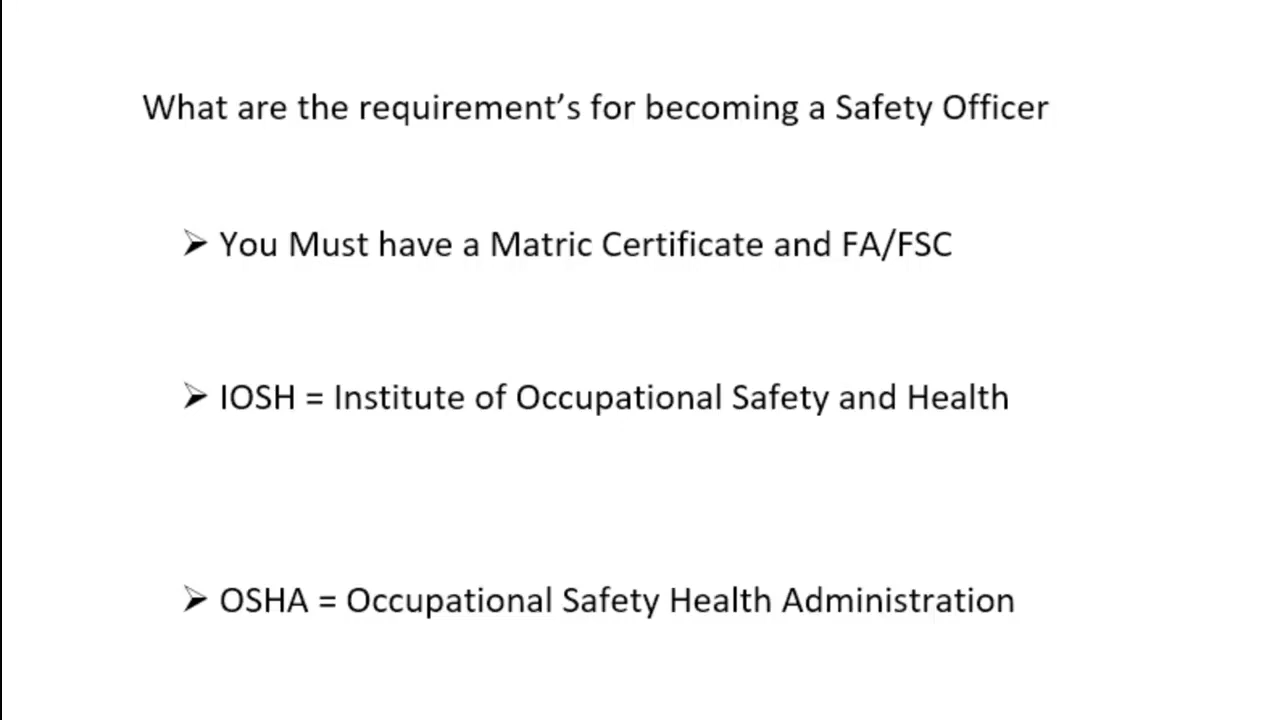 What are the requirement’s for becoming a Safety Officer
➢ You Must have a Matric Certificate and FA/FSC
➢ IOSH = Institute of Occupational Safety and Health
➢ OSHA = Occupational Safety Health Administration